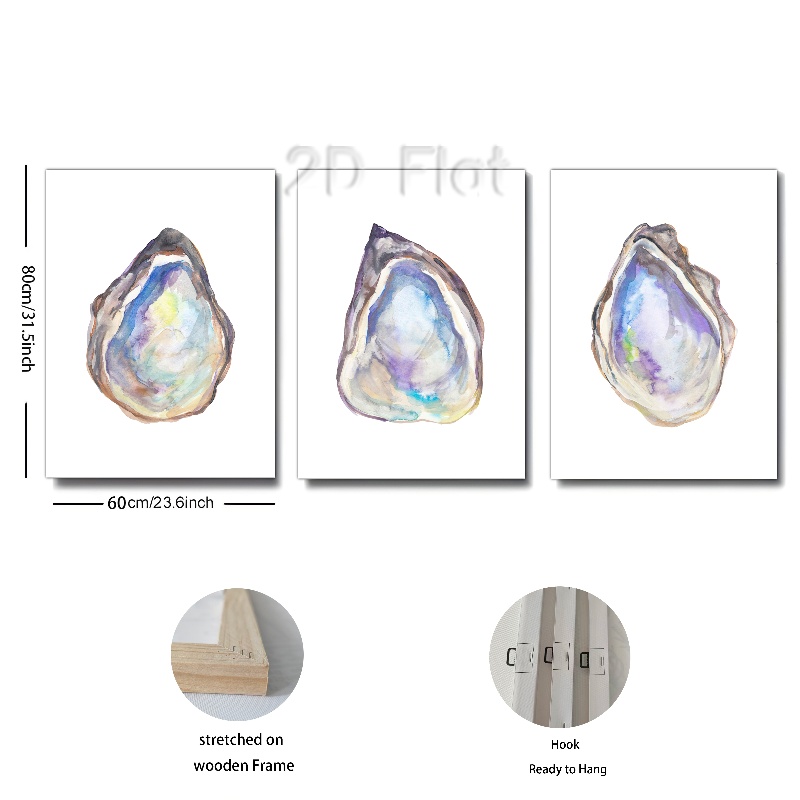 2D Flat
80cm/31.5inch
60cm/23.6inch
stretched on
wooden Frame
Hook
Ready to Hang